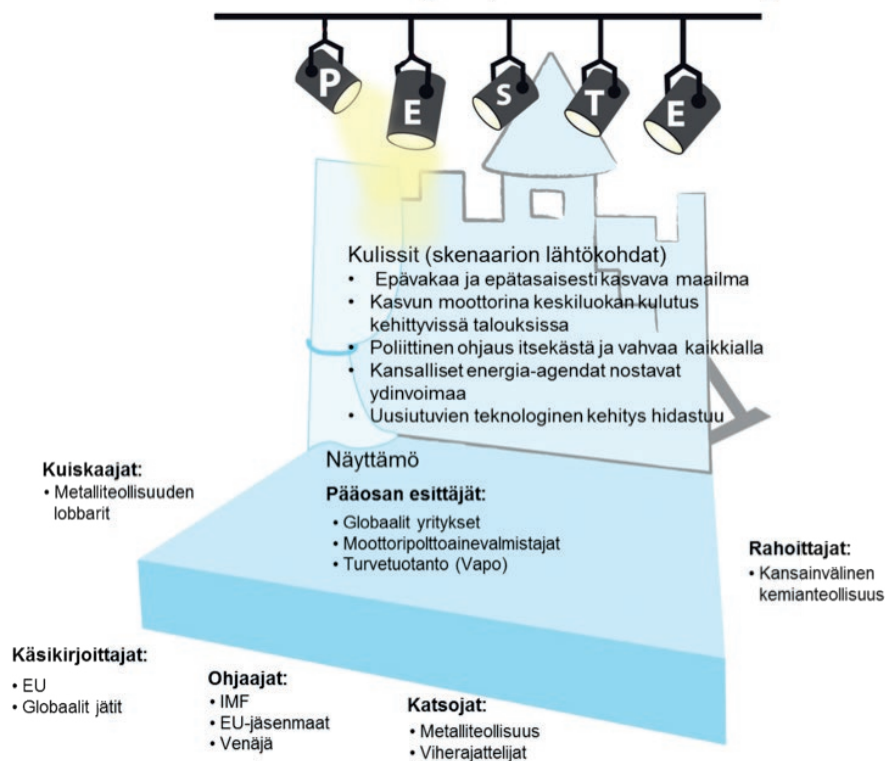 P E S T E
Kulissit (skenaarion lähtökohdat)
• Epävakaa ja epätasaisesti kasvava maailma
• Kasvun moottorina keskiluokan kulutus
kehittyvissä talouksissa
• Poliittinen ohjaus itsekästä ja vahvaa kaikkialla
• Kansalliset energia-agendat nostavat
ydinvoimaa
• Uusiutuvien teknologinen kehitys hidastuu
Näyttämö
Pääosan esittäjät:
• Globaalit yritykset
• Moottoripolttoainevalmistajat
• Turvetuotanto (Vapo)
Kuiskaajat:
• Metalliteollisuuden
lobbarit
Rahoittajat:
• Kansainvälinen
kemianteollisuus
Käsikirjoittajat:
• EU
• Globaalit jätit
Ohjaajat:
• IMF
• EU-jäsenmaat
• Venäjä
Katsojat:
• Metalliteollisuus
• Viherajattelijat